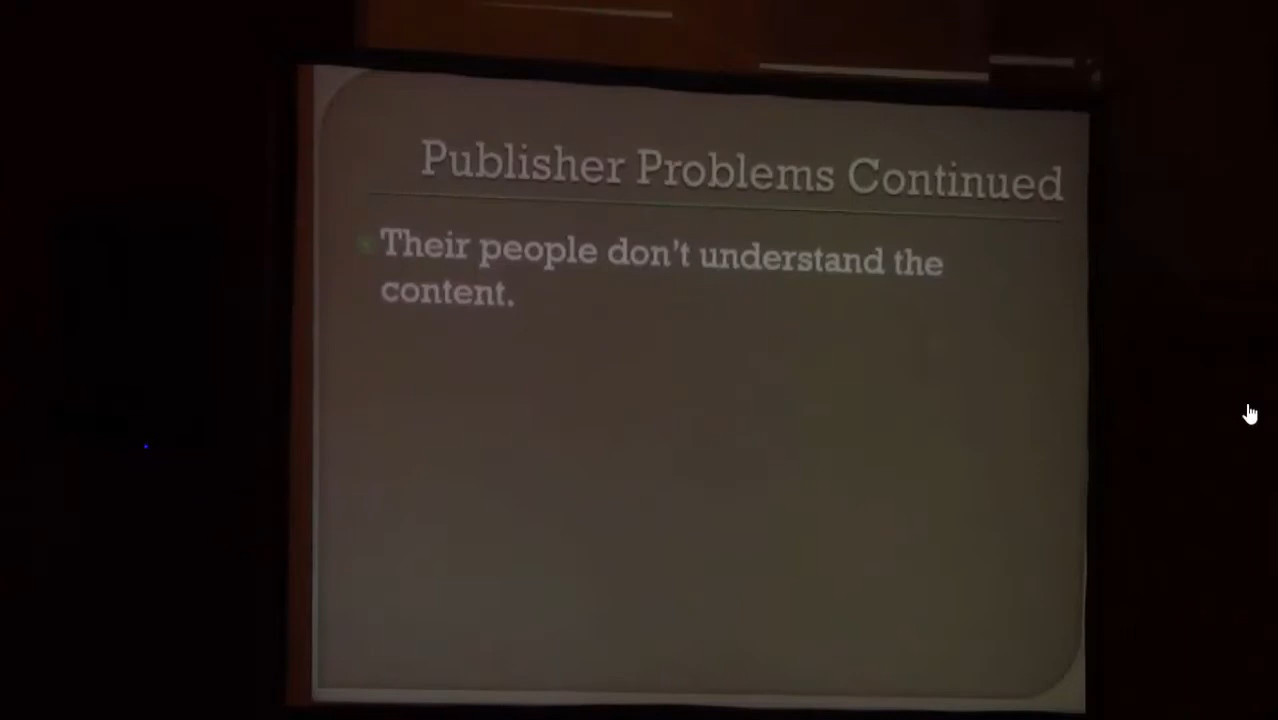 Publisher Problems Continued
Their people don't understand the
content.